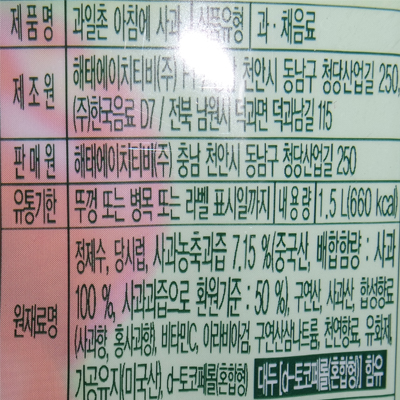 제품명 과일촌 아침에 사과 식품유형 과·채음료
제조원 해태에이치티비(주) 천안시 동남구 청당산업길 250,
(주)한국음료 D7 / 전북 남원시 덕과면 덕과남길 115
판매원 해태에이치티비(주) 충남 천안시 동남구 청당산업길 250
유통기한 뚜껑 또는 병목 또는 라벨 표시일까지 내용량 1.5 L(660 kcal)
원재료명 정제수, 당시럽, 사과농축과즙 7.15 %(중국산, 배합함량 : 사과
100 %, 사과과즙으로 환원기준 : 50 %), 구연산, 사과산, 합성향료
(사과향, 홍사과향), 비타민C, 아라비아검, 구연산삼나트륨, 천연향료, 유화제,
가공유지(미국산), d-토코페롤(혼합형) 대두 [d-토코페롤(혼합형)] 함유